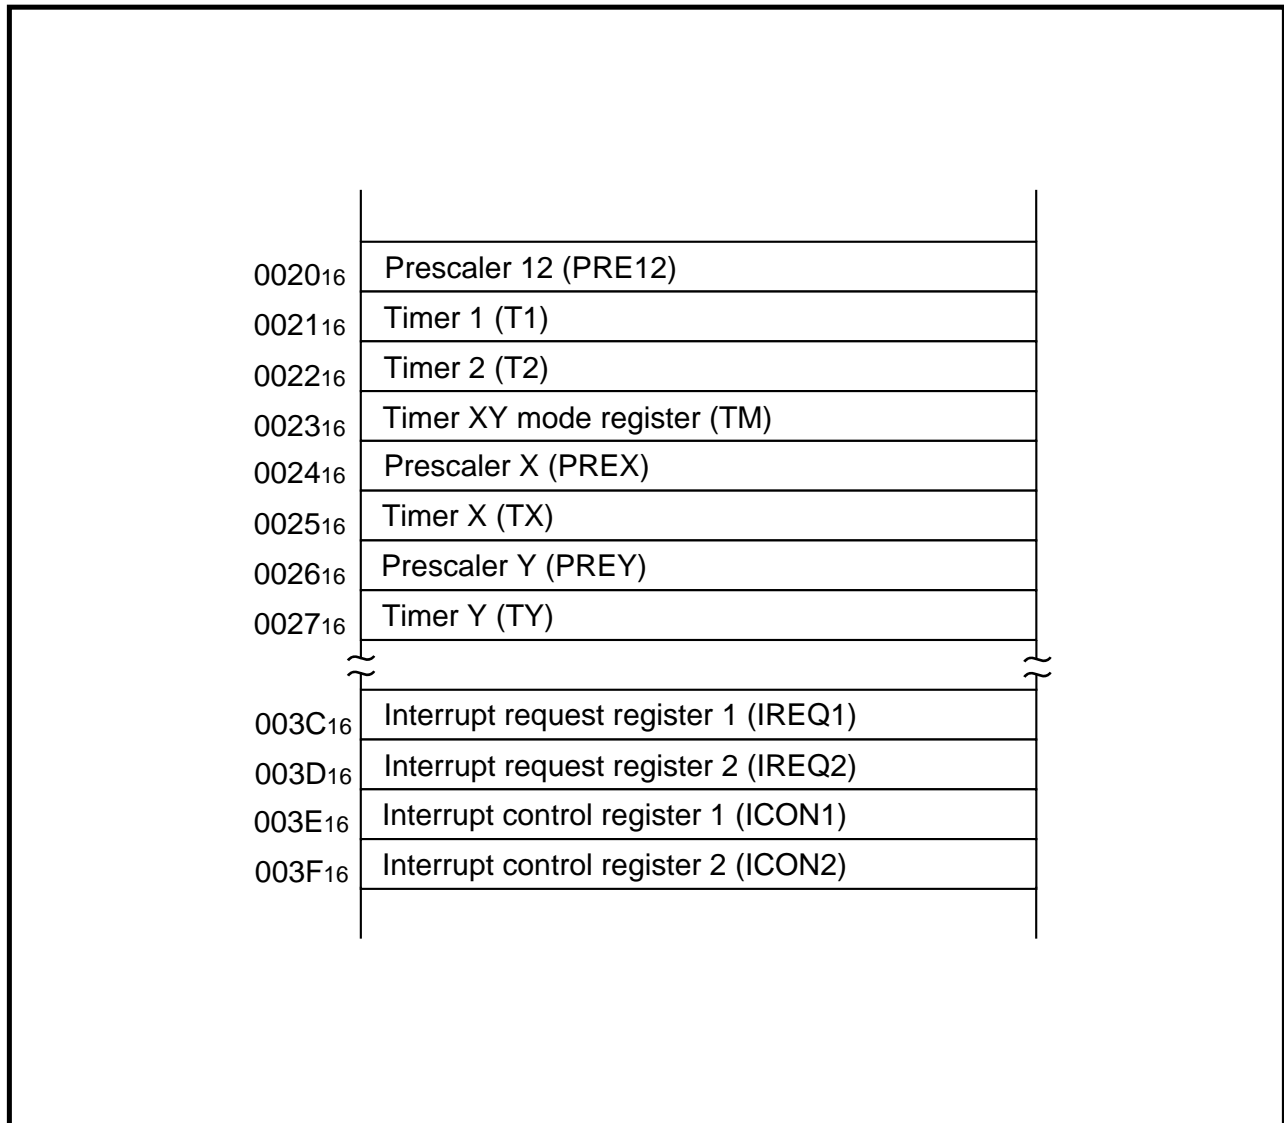 0020₁₆ Prescaler 12 (PRE12)
0021₁₆ Timer 1 (T1)
0022₁₆ Timer 2 (T2)
0023₁₆ Timer XY mode register (TM)
0024₁₆ Prescaler X (PREX)
0025₁₆ Timer X (TX)
0026₁₆ Prescaler Y (PREY)
0027₁₆ Timer Y (TY)
003C₁₆ Interrupt request register 1 (IREQ1)
003D₁₆ Interrupt request register 2 (IREQ2)
003E₁₆ Interrupt control register 1 (ICON1)
003F₁₆ Interrupt control register 2 (ICON2)